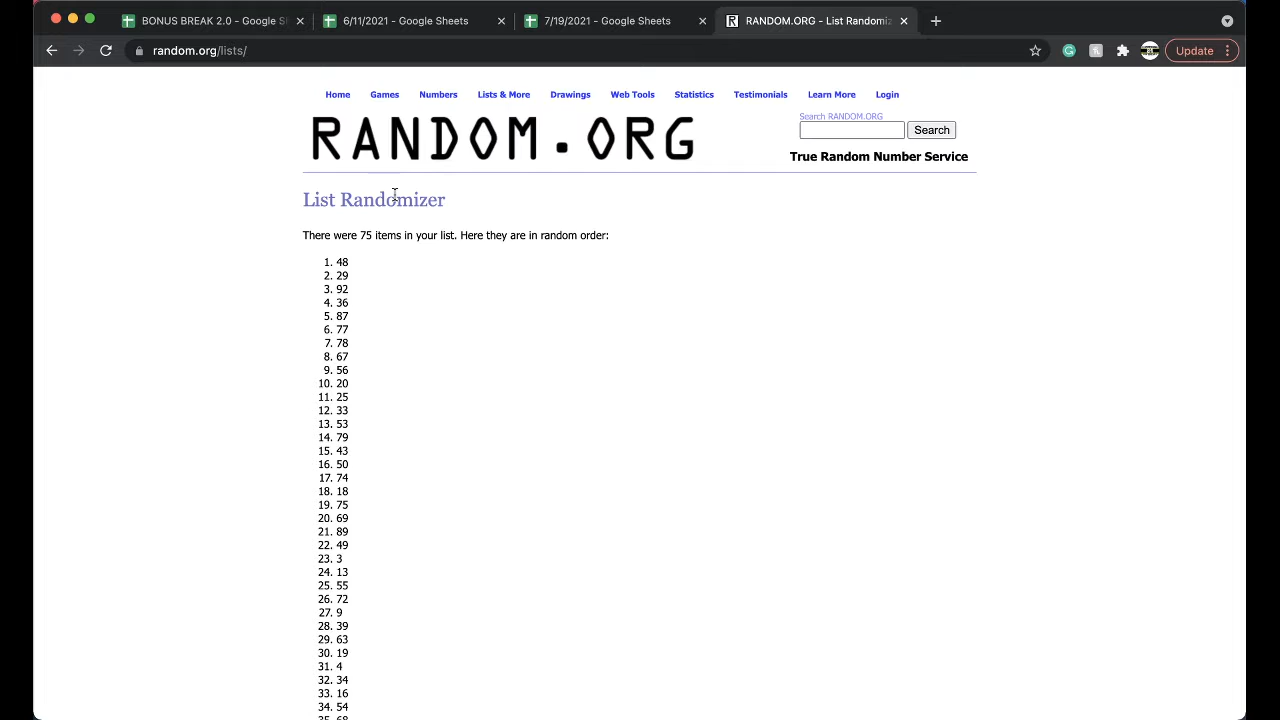 BONUS BREAK 2.0 - Google S
6/11/2021 - Google Sheets
7/19/2021 - Google Sheets
RANDOM.ORG - List Randomiz
random.org/lists/
Update
Home Games Numbers Lists & More Drawings Web Tools Statistics Testimonials Learn More Login
RANDOM.ORG
Search RANDOM.ORG
Search
True Random Number Service
List Randomizer
There were 75 items in your list. Here they are in random order:
1. 48
2. 29
3. 92
4. 36
5. 87
6. 77
7. 78
8. 67
9. 56
10. 20
11. 25
12. 33
13. 53
14. 79
15. 43
16. 50
17. 74
18. 18
19. 75
20. 69
21. 89
22. 49
23. 3
24. 13
25. 55
26. 72
27. 9
28. 39
29. 63
30. 19
31. 4
32. 34
33. 16
34. 54
35. 68